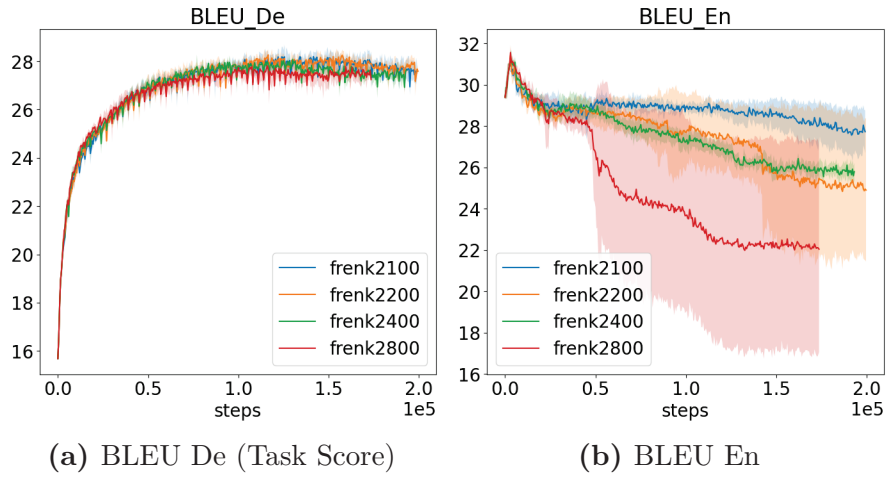 BLEU_De
28
26
24
22
20
18
16
0.0
0.5
1.0
1.5
2.0
1e5
steps
frenk2100
frenk2200
frenk2400
frenk2800
(a) BLEU De (Task Score)
BLEU_En
32
30
28
26
24
22
20
18
16
0.0
0.5
1.0
1.5
2.0
1e5
steps
frenk2100
frenk2200
frenk2400
frenk2800
(b) BLEU En